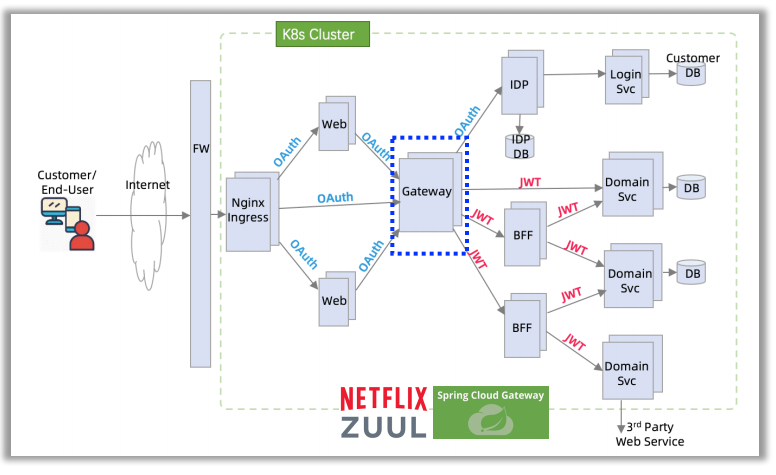 K8s Cluster
Customer/
End-User
Internet
FW
Nginx
Ingress
OAuth
OAuth
OAuth
Web
Web
OAuth
OAuth
Gateway
OAuth
IDP
IDP
DB
Login
Svc
Customer
DB
JWT
JWT
JWT
BFF
BFF
JWT
JWT
JWT
JWT
Domain
Svc
DB
Domain
Svc
DB
Domain
Svc
3rd Party
Web Service
NETFLIX
ZUUL
Spring Cloud Gateway